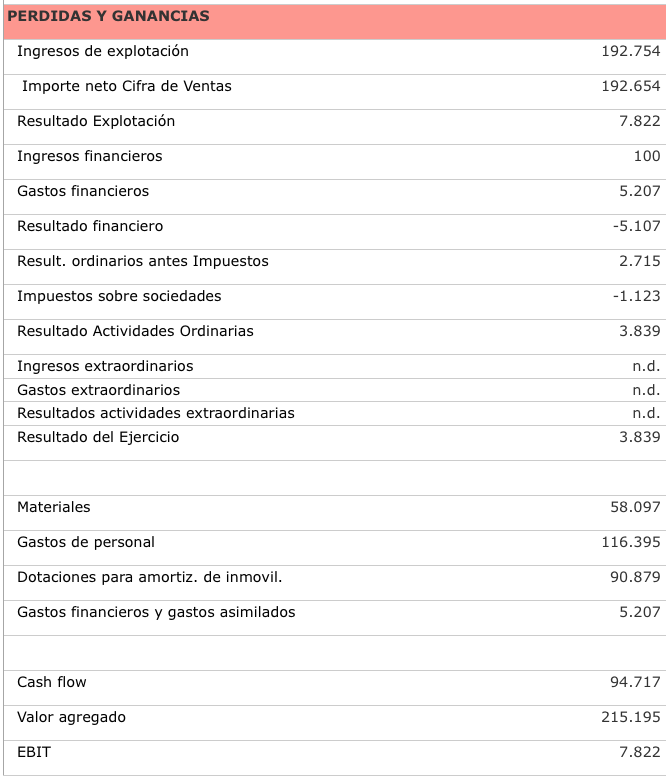 PERDIDAS Y GANANCIAS
Ingresos de explotación 192.754
Importe neto Cifra de Ventas 192.654
Resultado Explotación 7.822
Ingresos financieros 100
Gastos financieros 5.207
Resultado financiero -5.107
Result. ordinarios antes Impuestos 2.715
Impuestos sobre sociedades -1.123
Resultado Actividades Ordinarias 3.839
Ingresos extraordinarios n.d.
Gastos extraordinarios n.d.
Resultados actividades extraordinarias n.d.
Resultado del Ejercicio 3.839
Materiales 58.097
Gastos de personal 116.395
Dotaciones para amortiz. de inmovil. 90.879
Gastos financieros y gastos asimilados 5.207
Cash flow 94.717
Valor agregado 215.195
EBIT 7.822